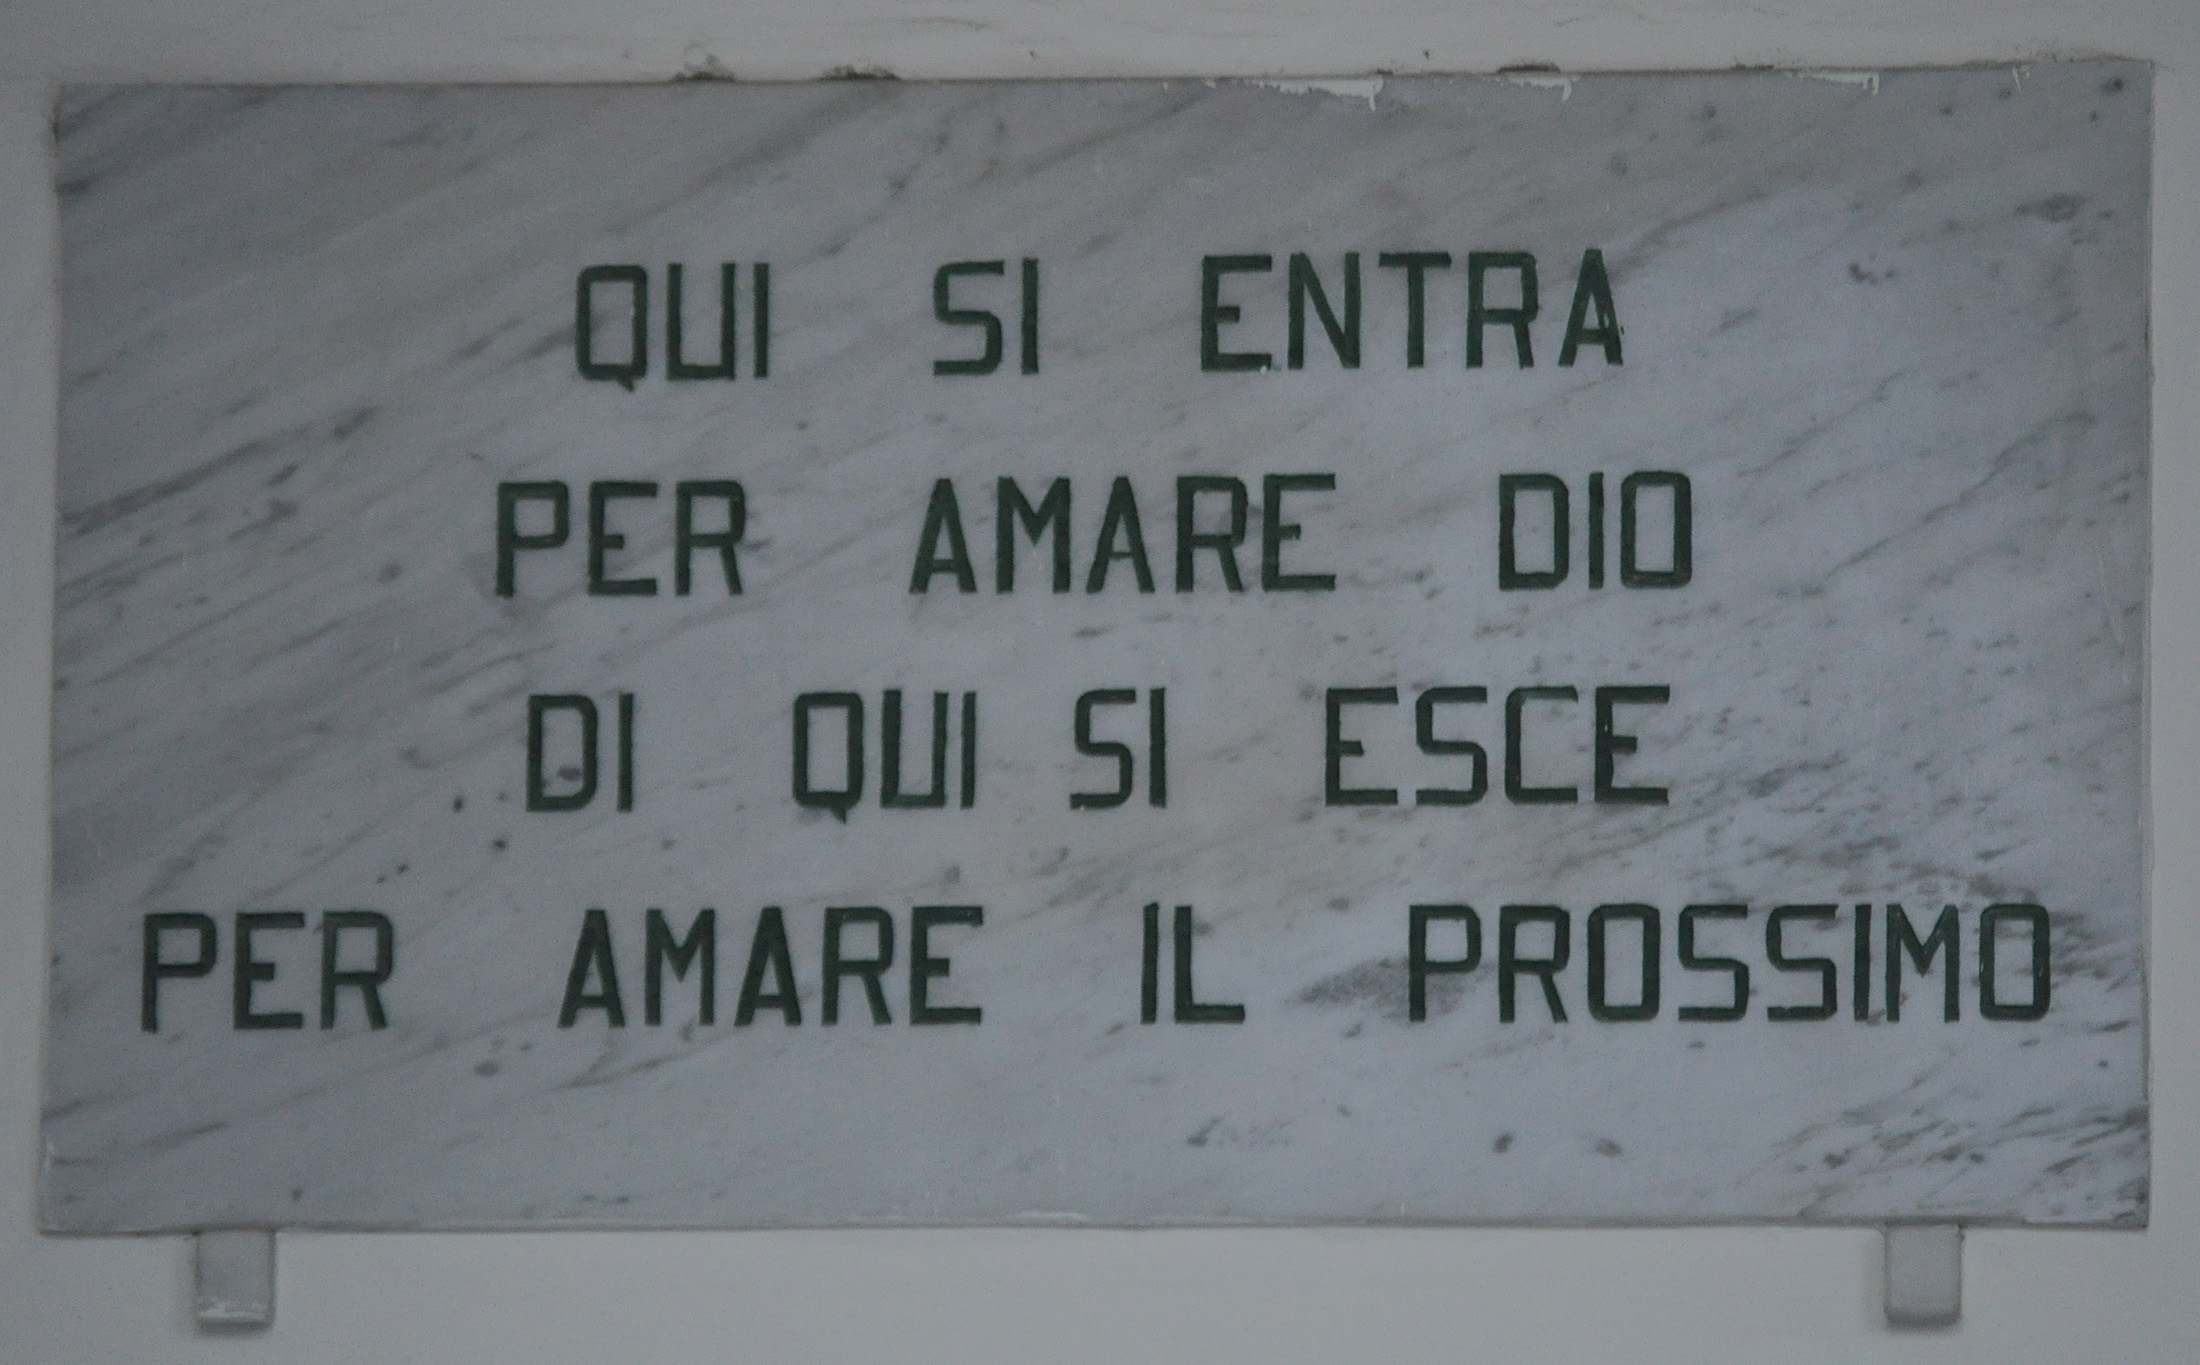 QUI SI ENTRA
PER AMARE DIO
DI QUI SI ESCE
PER AMARE IL PROSSIMO